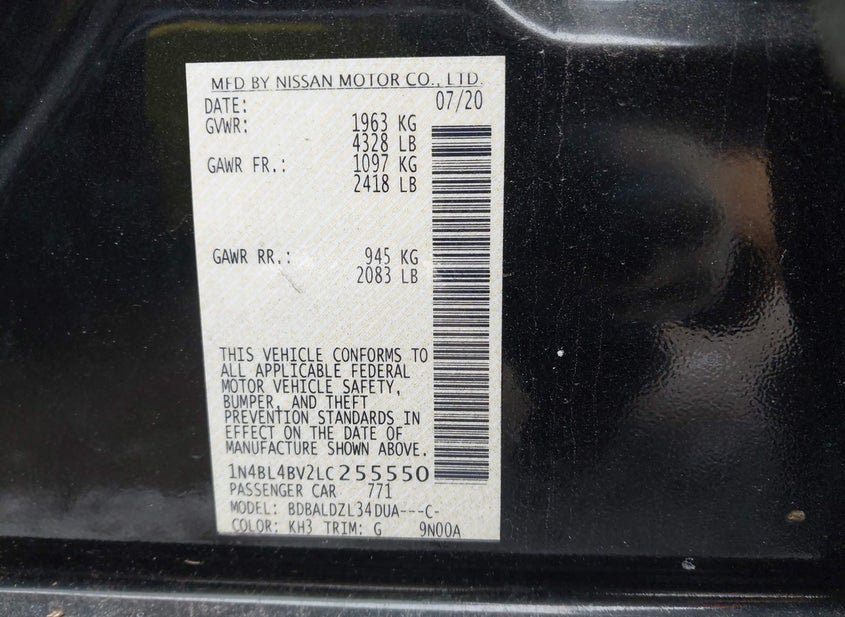 MFD BY NISSAN MOTOR CO., LTD.
DATE: 07/20
GVWR: 1963 KG
4328 LB
GAWR FR.: 1097 KG
2418 LB
GAWR RR.: 945 KG
2083 LB
THIS VEHICLE CONFORMS TO
ALL APPLICABLE FEDERAL
MOTOR VEHICLE SAFETY,
BUMPER, AND THEFT
PREVENTION STANDARDS IN
EFFECT ON THE DATE OF
MANUFACTURE SHOWN ABOVE.
1N4BL4BV2LC255550
PASSENGER CAR 771
MODEL: BDBALDZL34DUA---C-
COLOR: KH3 TRIM: G 9N00A